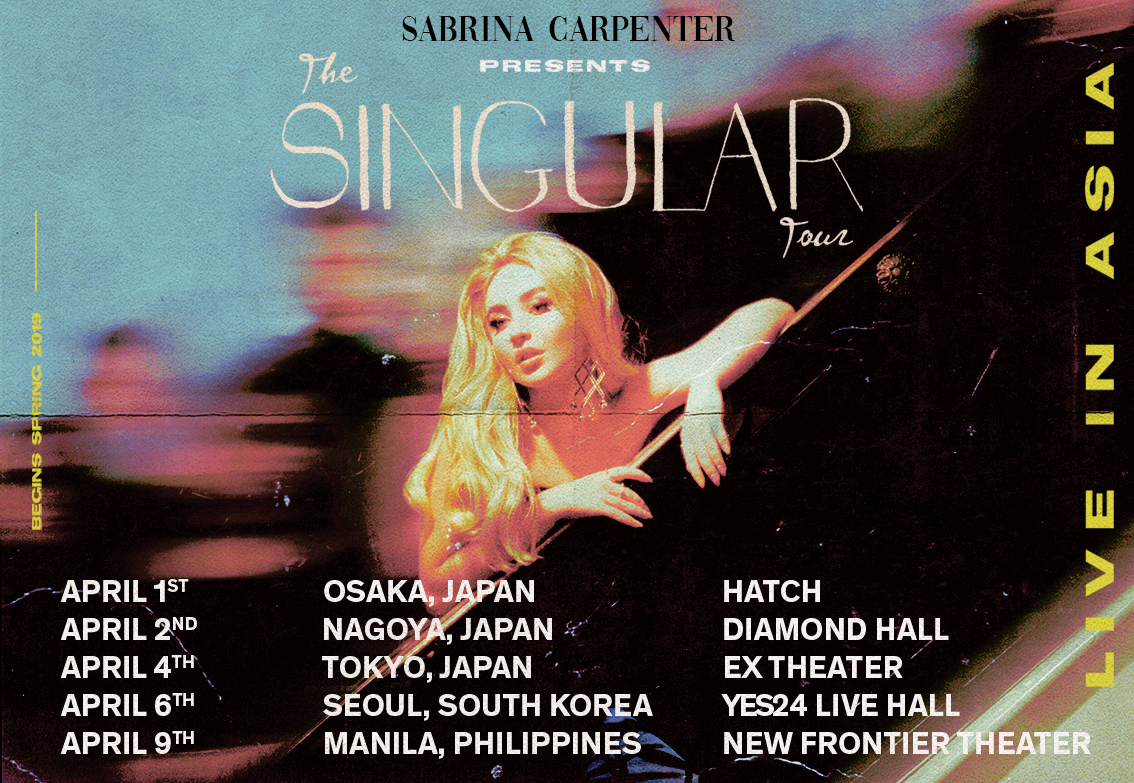 SABRINA CARPENTER
PRESENTS
The
SINGULAR
Tour
BEGINS SPRING 2019
LIVE IN ASIA
APRIL 1ST OSAKA, JAPAN HATCH
APRIL 2ND NAGOYA, JAPAN DIAMOND HALL
APRIL 4TH TOKYO, JAPAN EX THEATER
APRIL 6TH SEOUL, SOUTH KOREA YES24 LIVE HALL
APRIL 9TH MANILA, PHILIPPINES NEW FRONTIER THEATER